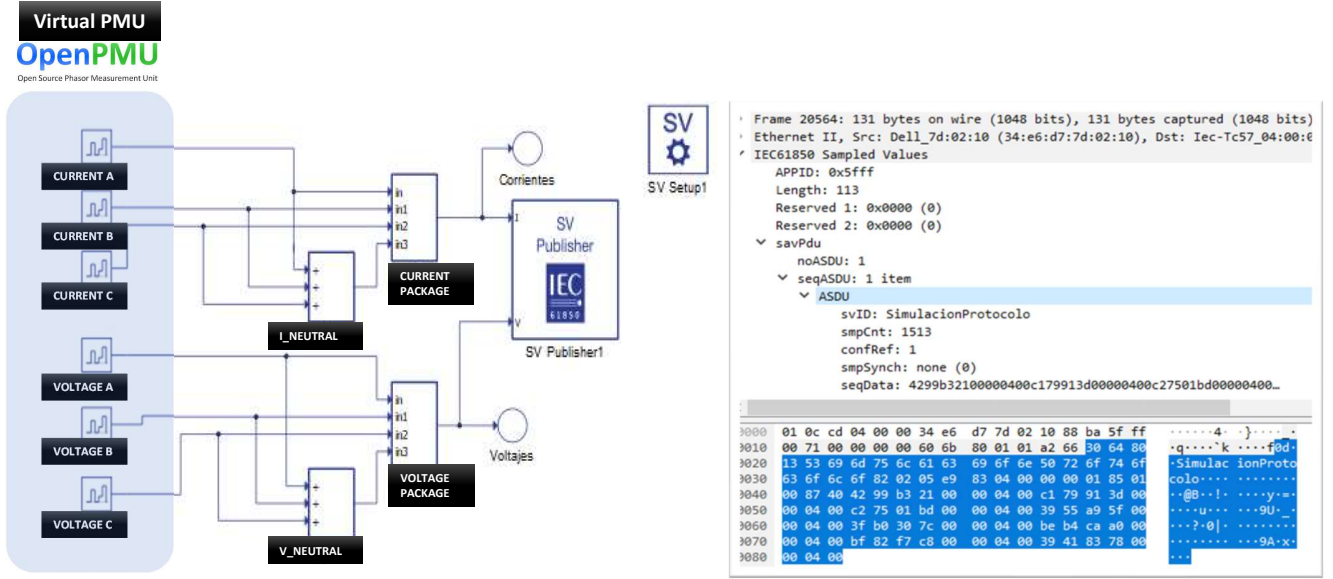 Virtual PMU
OpenPMU
Open Source Phasor Measurement Unit
CURRENT A
CURRENT B
CURRENT C
in
in1
in2
in3
CURRENT
PACKAGE
+
+
+
I_NEUTRAL
Corrientes
I
SV
Publisher
IEC
61850
V
SV Publisher1
SV
SV Setup1
VOLTAGE A
VOLTAGE B
VOLTAGE C
in
in1
in2
in3
VOLTAGE
PACKAGE
+
+
+
V_NEUTRAL
Voltajes
Frame 20564: 131 bytes on wire (1048 bits), 131 bytes captured (1048 bits)
Ethernet II, Src: Dell_7d:02:10 (34:e6:d7:7d:02:10), Dst: Iec-Tc57_04:00:0
IEC61850 Sampled Values
APPID: 0x5fff
Length: 113
Reserved 1: 0x0000 (0)
Reserved 2: 0x0000 (0)
savPdu
noASDU: 1
seqASDU: 1 item
ASDU
svID: SimulacionProtocolo
smpCnt: 1513
confRef: 1
smpSynch: none (0)
seqData: 4299b32100000400c179913d00000400c27501bd00000400…
0000 01 0c cd 04 00 00 34 e6 d7 7d 02 10 88 ba 5f ff ······4· ·}····_·
0010 00 71 00 00 00 00 60 6b 80 01 01 a2 66 30 64 80 ·q····`k ····f0d·
0020 13 53 69 6d 75 6c 61 63 69 6f 6e 50 72 6f 74 6f ·Simulac ionProto
0030 63 6f 6c 6f 82 02 05 e9 83 04 00 00 00 01 85 01 colo···· ········
0040 00 87 40 42 99 b3 21 00 00 04 00 c1 79 91 3d 00 ··@B··!· ····y·=·
0050 00 04 00 c2 75 01 bd 00 00 04 00 39 55 a9 5f 00 ····u··· ···9U·_·
0060 00 04 00 3f b0 30 7c 00 00 04 00 be b4 ca a0 00 ···?·0|· ········
0070 00 04 00 bf 82 f7 c8 00 00 04 00 39 41 83 78 00 ········ ···9A·x·
0080 00 04 00 ···